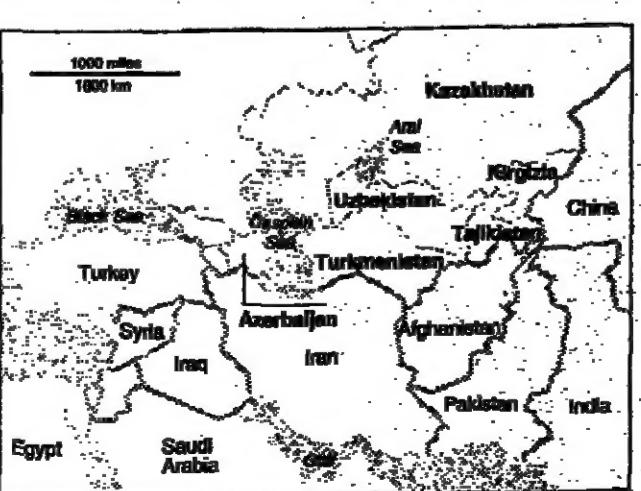 1000 miles
1600 km
Kazakhstan
Aral
Sea
Kirgizia
Uzbekistan
China
Black Sea
Caspian
Sea
Tajikistan
Turkey
Turkmenistan
Azerbaijan
Syria
Afghanistan
Iraq
Iran
Pakistan
India
Egypt
Saudi
Arabia
Gulf